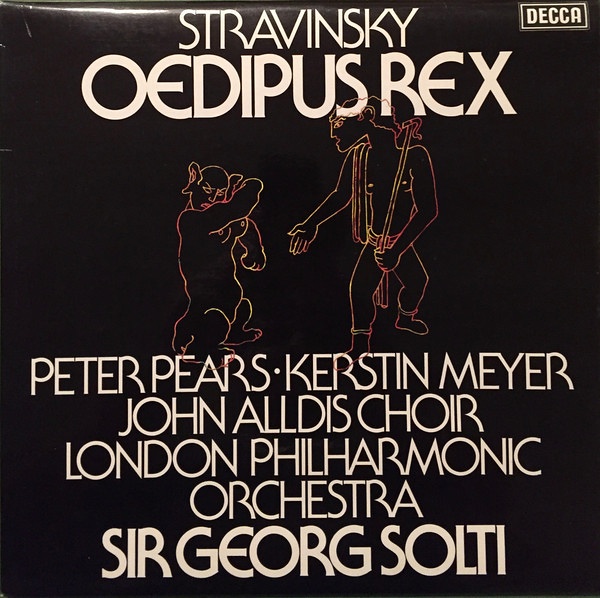 DECCA
STRAVINSKY
OEDIPUS REX
PETER PEARS · KERSTIN MEYER
JOHN ALLDIS CHOIR
LONDON PHILHARMONIC
ORCHESTRA
SIR GEORG SOLTI